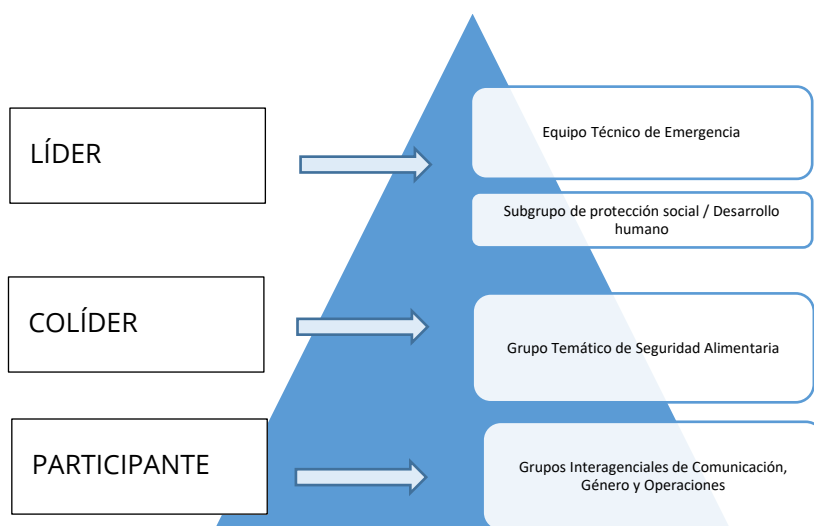 LÍDER
Equipo Técnico de Emergencia
Subgrupo de protección social / Desarrollo
humano
COLÍDER
Grupo Temático de Seguridad Alimentaria
PARTICIPANTE
Grupos Interagenciales de Comunicación,
Género y Operaciones